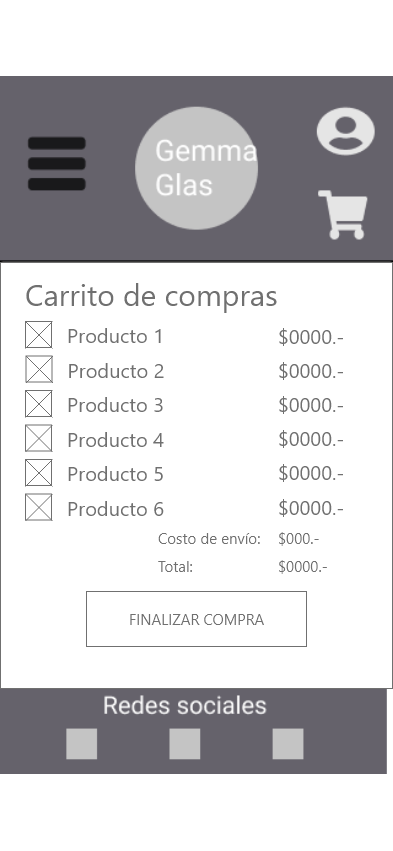 Gemma
Glas
Carrito de compras
Producto 1 $0000.-
Producto 2 $0000.-
Producto 3 $0000.-
Producto 4 $0000.-
Producto 5 $0000.-
Producto 6 $0000.-
Costo de envío: $000.-
Total: $0000.-
FINALIZAR COMPRA
Redes sociales